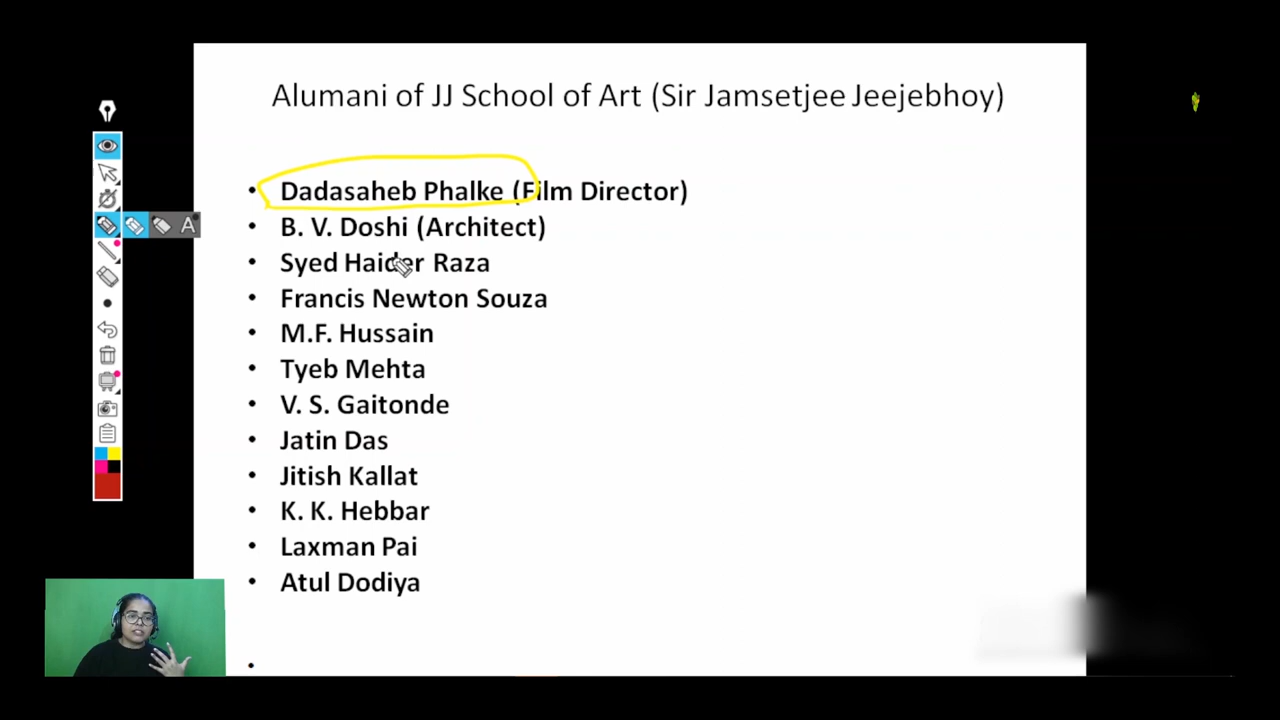 Alumani of JJ School of Art (Sir Jamsetjee Jeejebhoy)
• Dadasaheb Phalke (Film Director)
• B. V. Doshi (Architect)
• Syed Haider Raza
• Francis Newton Souza
• M.F. Hussain
• Tyeb Mehta
• V. S. Gaitonde
• Jatin Das
• Jitish Kallat
• K. K. Hebbar
• Laxman Pai
• Atul Dodiya
•
A